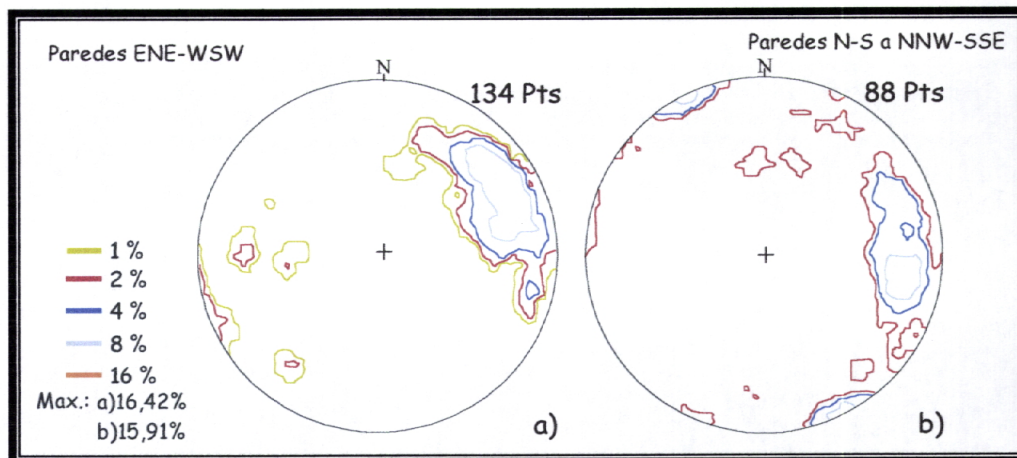 Paredes ENE-WSW
N
134 Pts
Paredes N-S a NNW-SSE
N
88 Pts
1 %
2 %
4 %
8 %
16 %
Max.: a)16,42%
b)15,91%
a)
b)